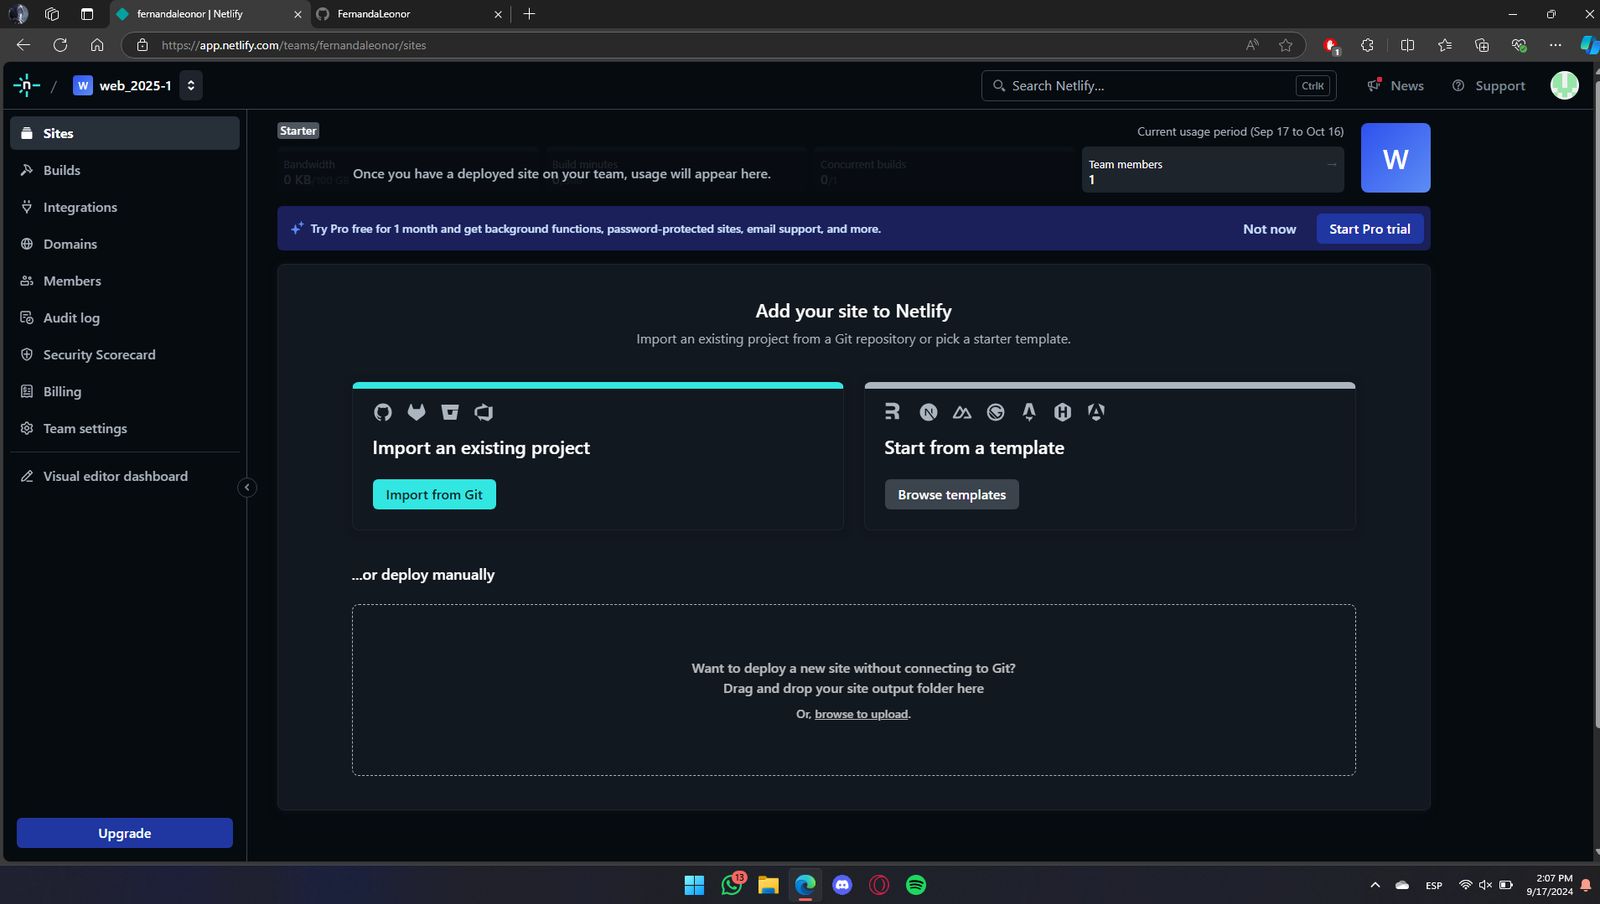 fernandaleonor | Netlify
FernandaLeonor
https://app.netlify.com/teams/fernandaleonor/sites
1
/
W
web_2025-1
Search Netlify...
CtrlK
News
Support
Sites
Builds
Integrations
Domains
Members
Audit log
Security Scorecard
Billing
Team settings
Visual editor dashboard
Upgrade
Starter
Current usage period (Sep 17 to Oct 16)
Bandwidth
0 KB/100 GB
Build minutes
Concurrent builds
0/1
Once you have a deployed site on your team, usage will appear here.
Team members
1
W
Try Pro free for 1 month and get background functions, password-protected sites, email support, and more.
Not now
Start Pro trial
Add your site to Netlify
Import an existing project from a Git repository or pick a starter template.
Import an existing project
Import from Git
Start from a template
Browse templates
...or deploy manually
Want to deploy a new site without connecting to Git?
Drag and drop your site output folder here
Or, browse to upload.
13
ESP
2:07 PM
9/17/2024